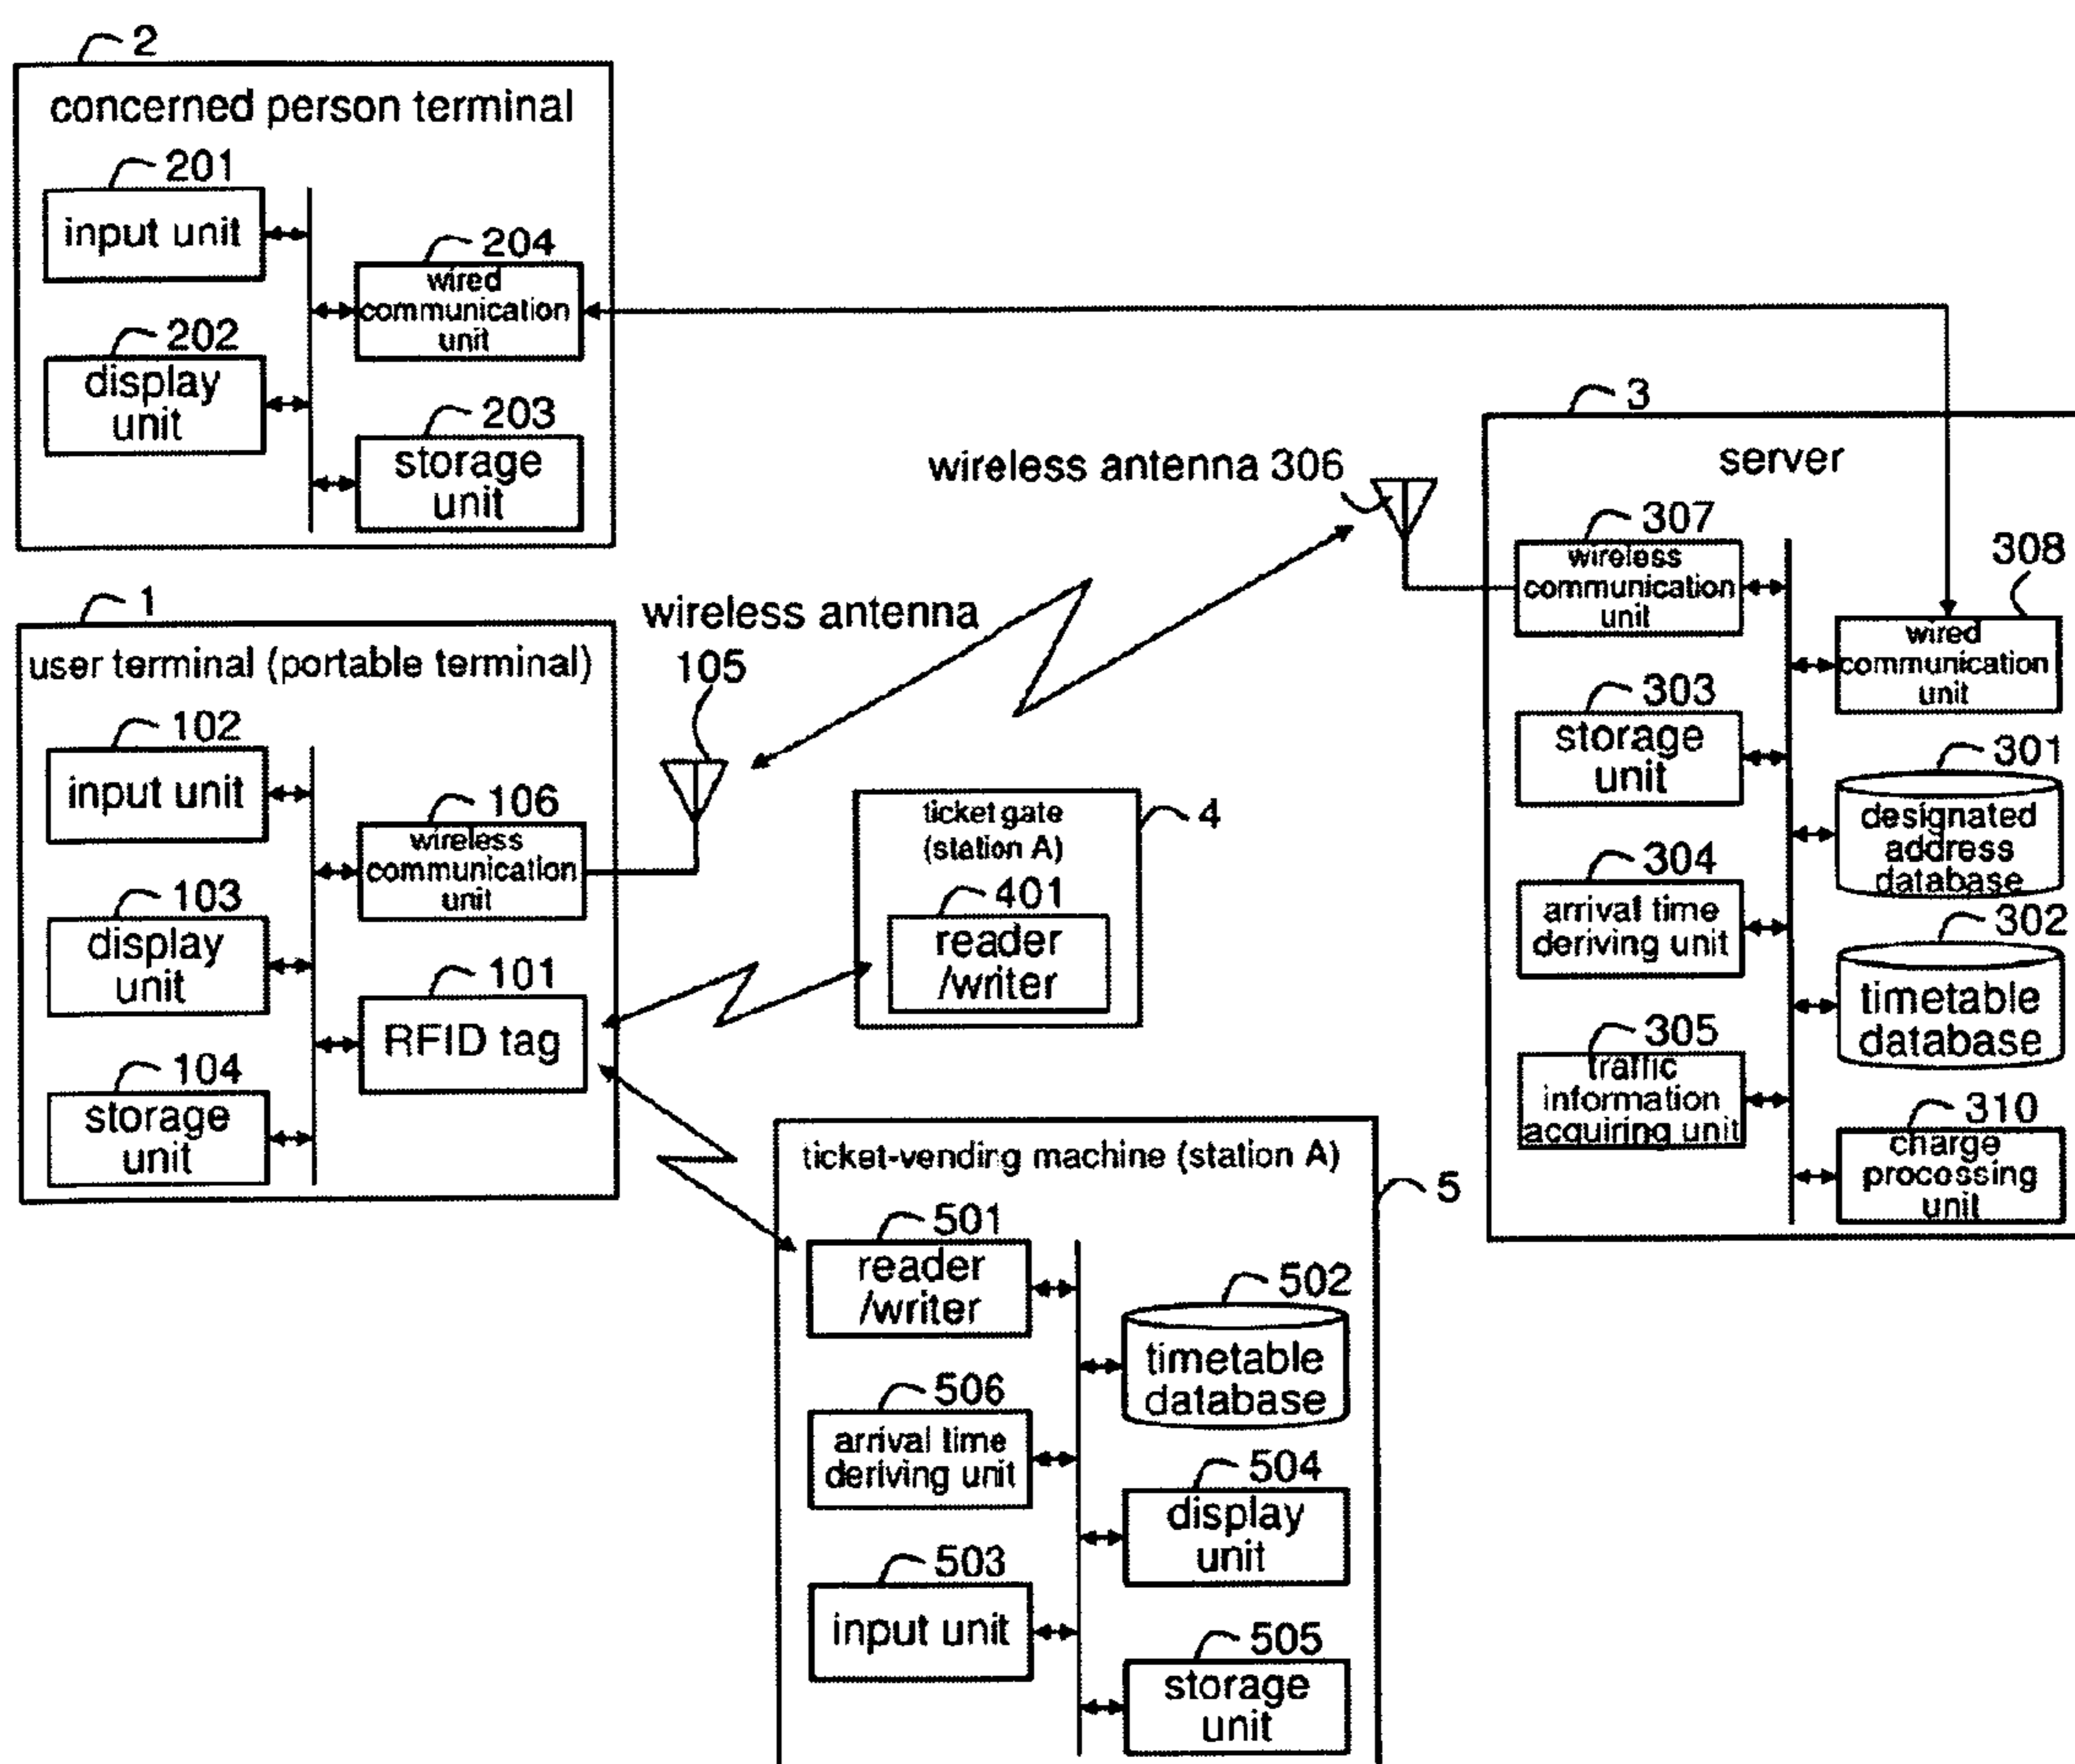 2
concerned person terminal
201
input unit
204
wired
communication
unit
202
display
unit
203
storage
unit
1
user terminal (portable terminal)
102
input unit
106
wireless
communication
unit
103
display
unit
101
RFID tag
104
storage
unit
wireless antenna
105
wireless antenna 306
ticket gate
(station A)
4
401
reader
/writer
3
server
307
wireless
communication
unit
308
wired
communication
unit
303
storage
unit
301
designated
address
database
304
arrival time
deriving unit
302
timetable
database
305
traffic
information
acquiring unit
310
charge
processing
unit
ticket-vending machine (station A)
5
501
reader
/writer
502
timetable
database
506
arrival time
deriving unit
504
display
unit
503
input unit
505
storage
unit